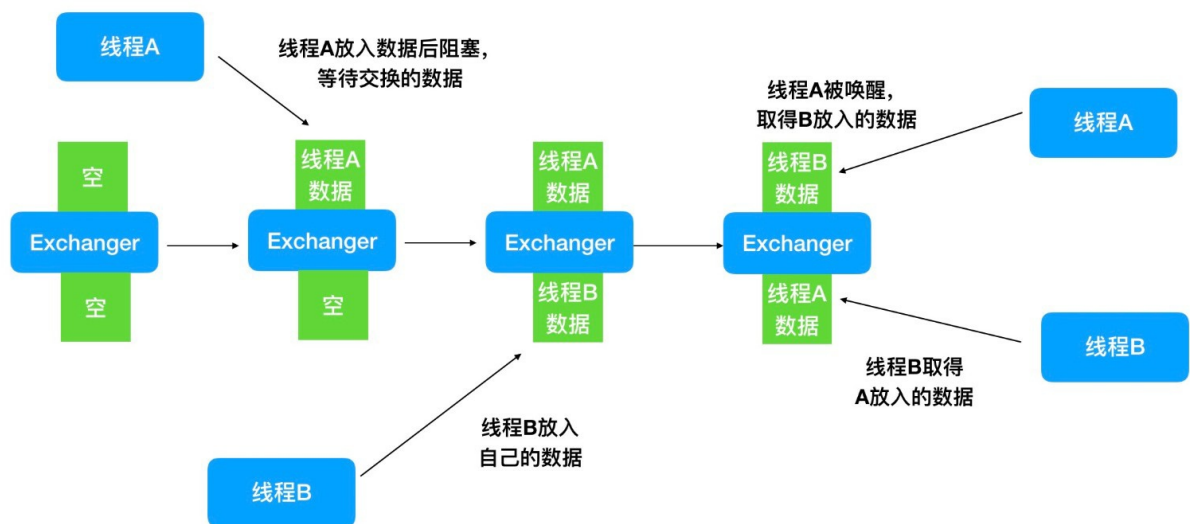 线程A
线程A放入数据后阻塞，
等待交换的数据
线程A被唤醒，
取得B放入的数据
线程A
空
Exchanger
空
线程A
数据
Exchanger
空
线程A
数据
Exchanger
线程B
数据
线程B
数据
Exchanger
线程A
数据
线程B
线程B取得
A放入的数据
线程B放入
自己的数据
线程B